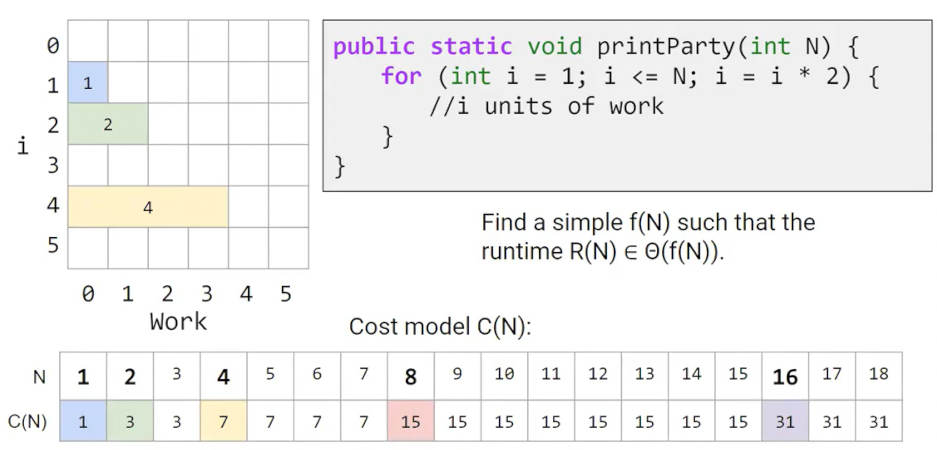 0
1 1
2 2
i
3
4 4
5
0 1 2 3 4 5
Work
public static void printParty(int N) {
for (int i = 1; i <= N; i = i * 2) {
//i units of work
}
}
Find a simple f(N) such that the
runtime R(N) ∈ Θ(f(N)).
Cost model C(N):
N 1 2 3 4 5 6 7 8 9 10 11 12 13 14 15 16 17 18
C(N) 1 3 3 7 7 7 7 15 15 15 15 15 15 15 15 31 31 31